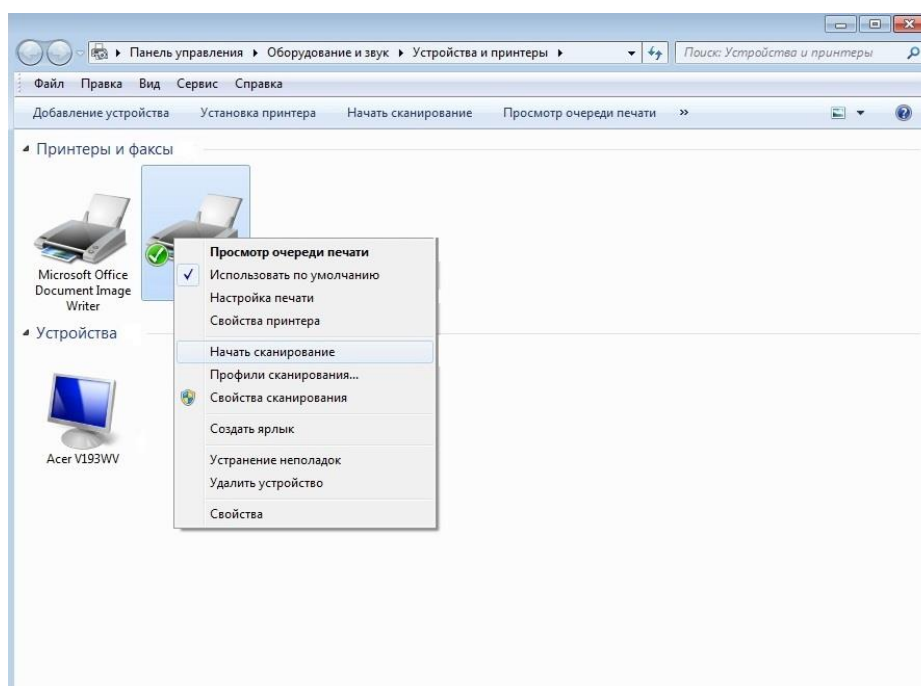 Панель управления ▸ Оборудование и звук ▸ Устройства и принтеры ▸
Поиск: Устройства и принтеры
Файл Правка Вид Сервис Справка
Добавление устройства Установка принтера Начать сканирование Просмотр очереди печати »
Принтеры и факсы
Microsoft Office
Document Image
Writer
Просмотр очереди печати
Использовать по умолчанию
Настройка печати
Свойства принтера
Начать сканирование
Профили сканирования...
Свойства сканирования
Создать ярлык
Устранение неполадок
Удалить устройство
Свойства
Устройства
Acer V193WV